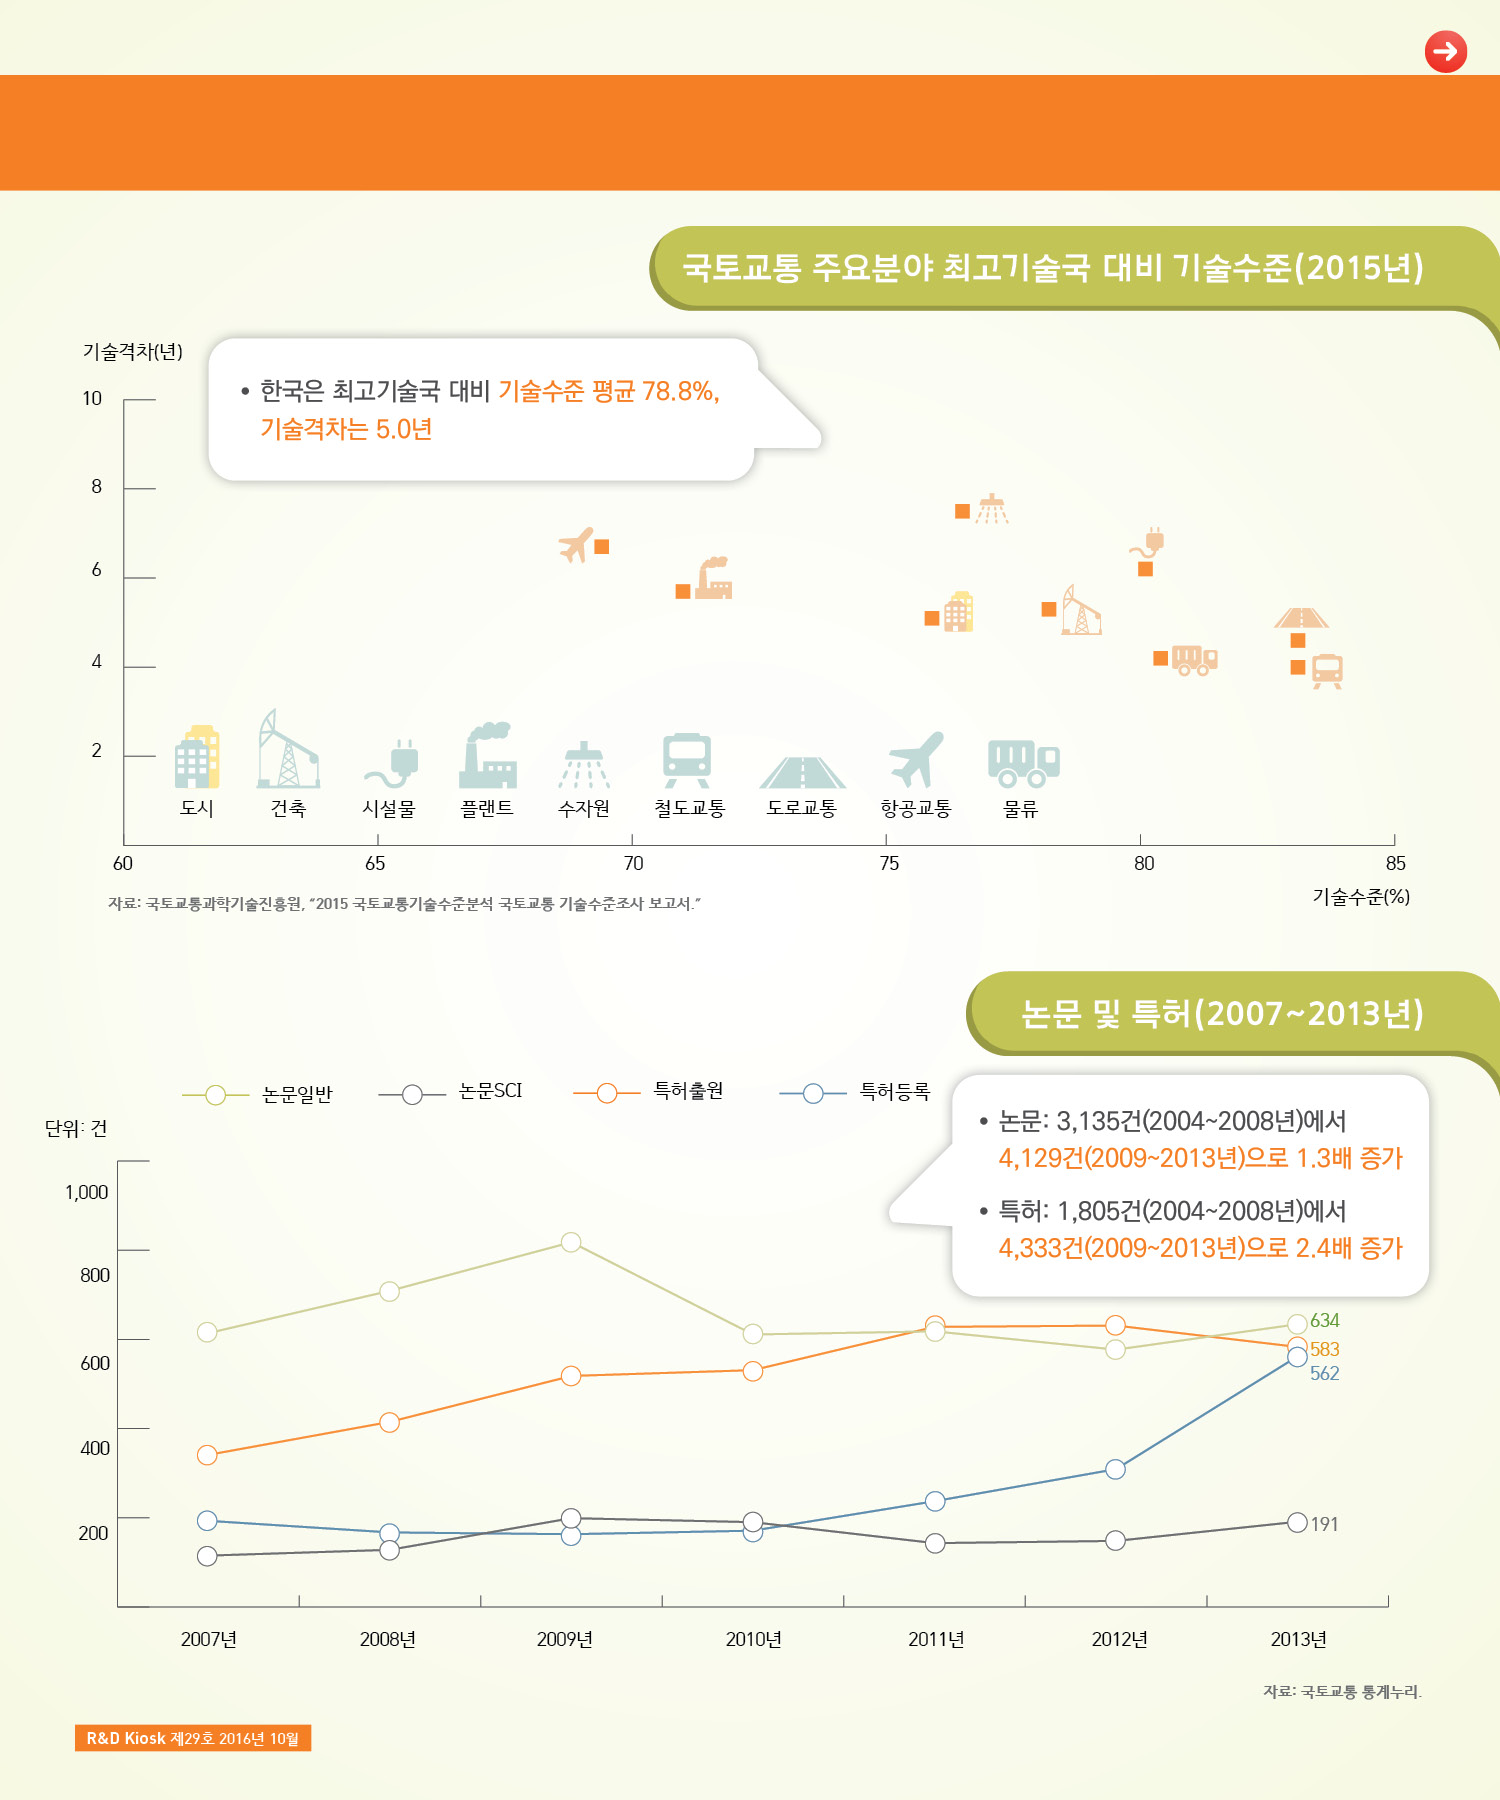 국토교통 주요분야 최고기술국 대비 기술수준(2015년)
기술격차(년)
• 한국은 최고기술국 대비 기술수준 평균 78.8%,
기술격차는 5.0년
10
8
6
4
2
도시 건축 시설물 플랜트 수자원 철도교통 도로교통 항공교통 물류
60 65 70 75 80 85
기술수준(%)
자료: 국토교통과학기술진흥원, “2015 국토교통기술수준분석 국토교통 기술수준조사 보고서.”
논문 및 특허(2007~2013년)
논문일반 논문SCI 특허출원 특허등록
단위: 건
• 논문: 3,135건(2004~2008년)에서
4,129건(2009~2013년)으로 1.3배 증가
• 특허: 1,805건(2004~2008년)에서
4,333건(2009~2013년)으로 2.4배 증가
1,000
800
600
400
200
634
583
562
191
2007년 2008년 2009년 2010년 2011년 2012년 2013년
자료: 국토교통 통계누리.
R&D Kiosk 제29호 2016년 10월